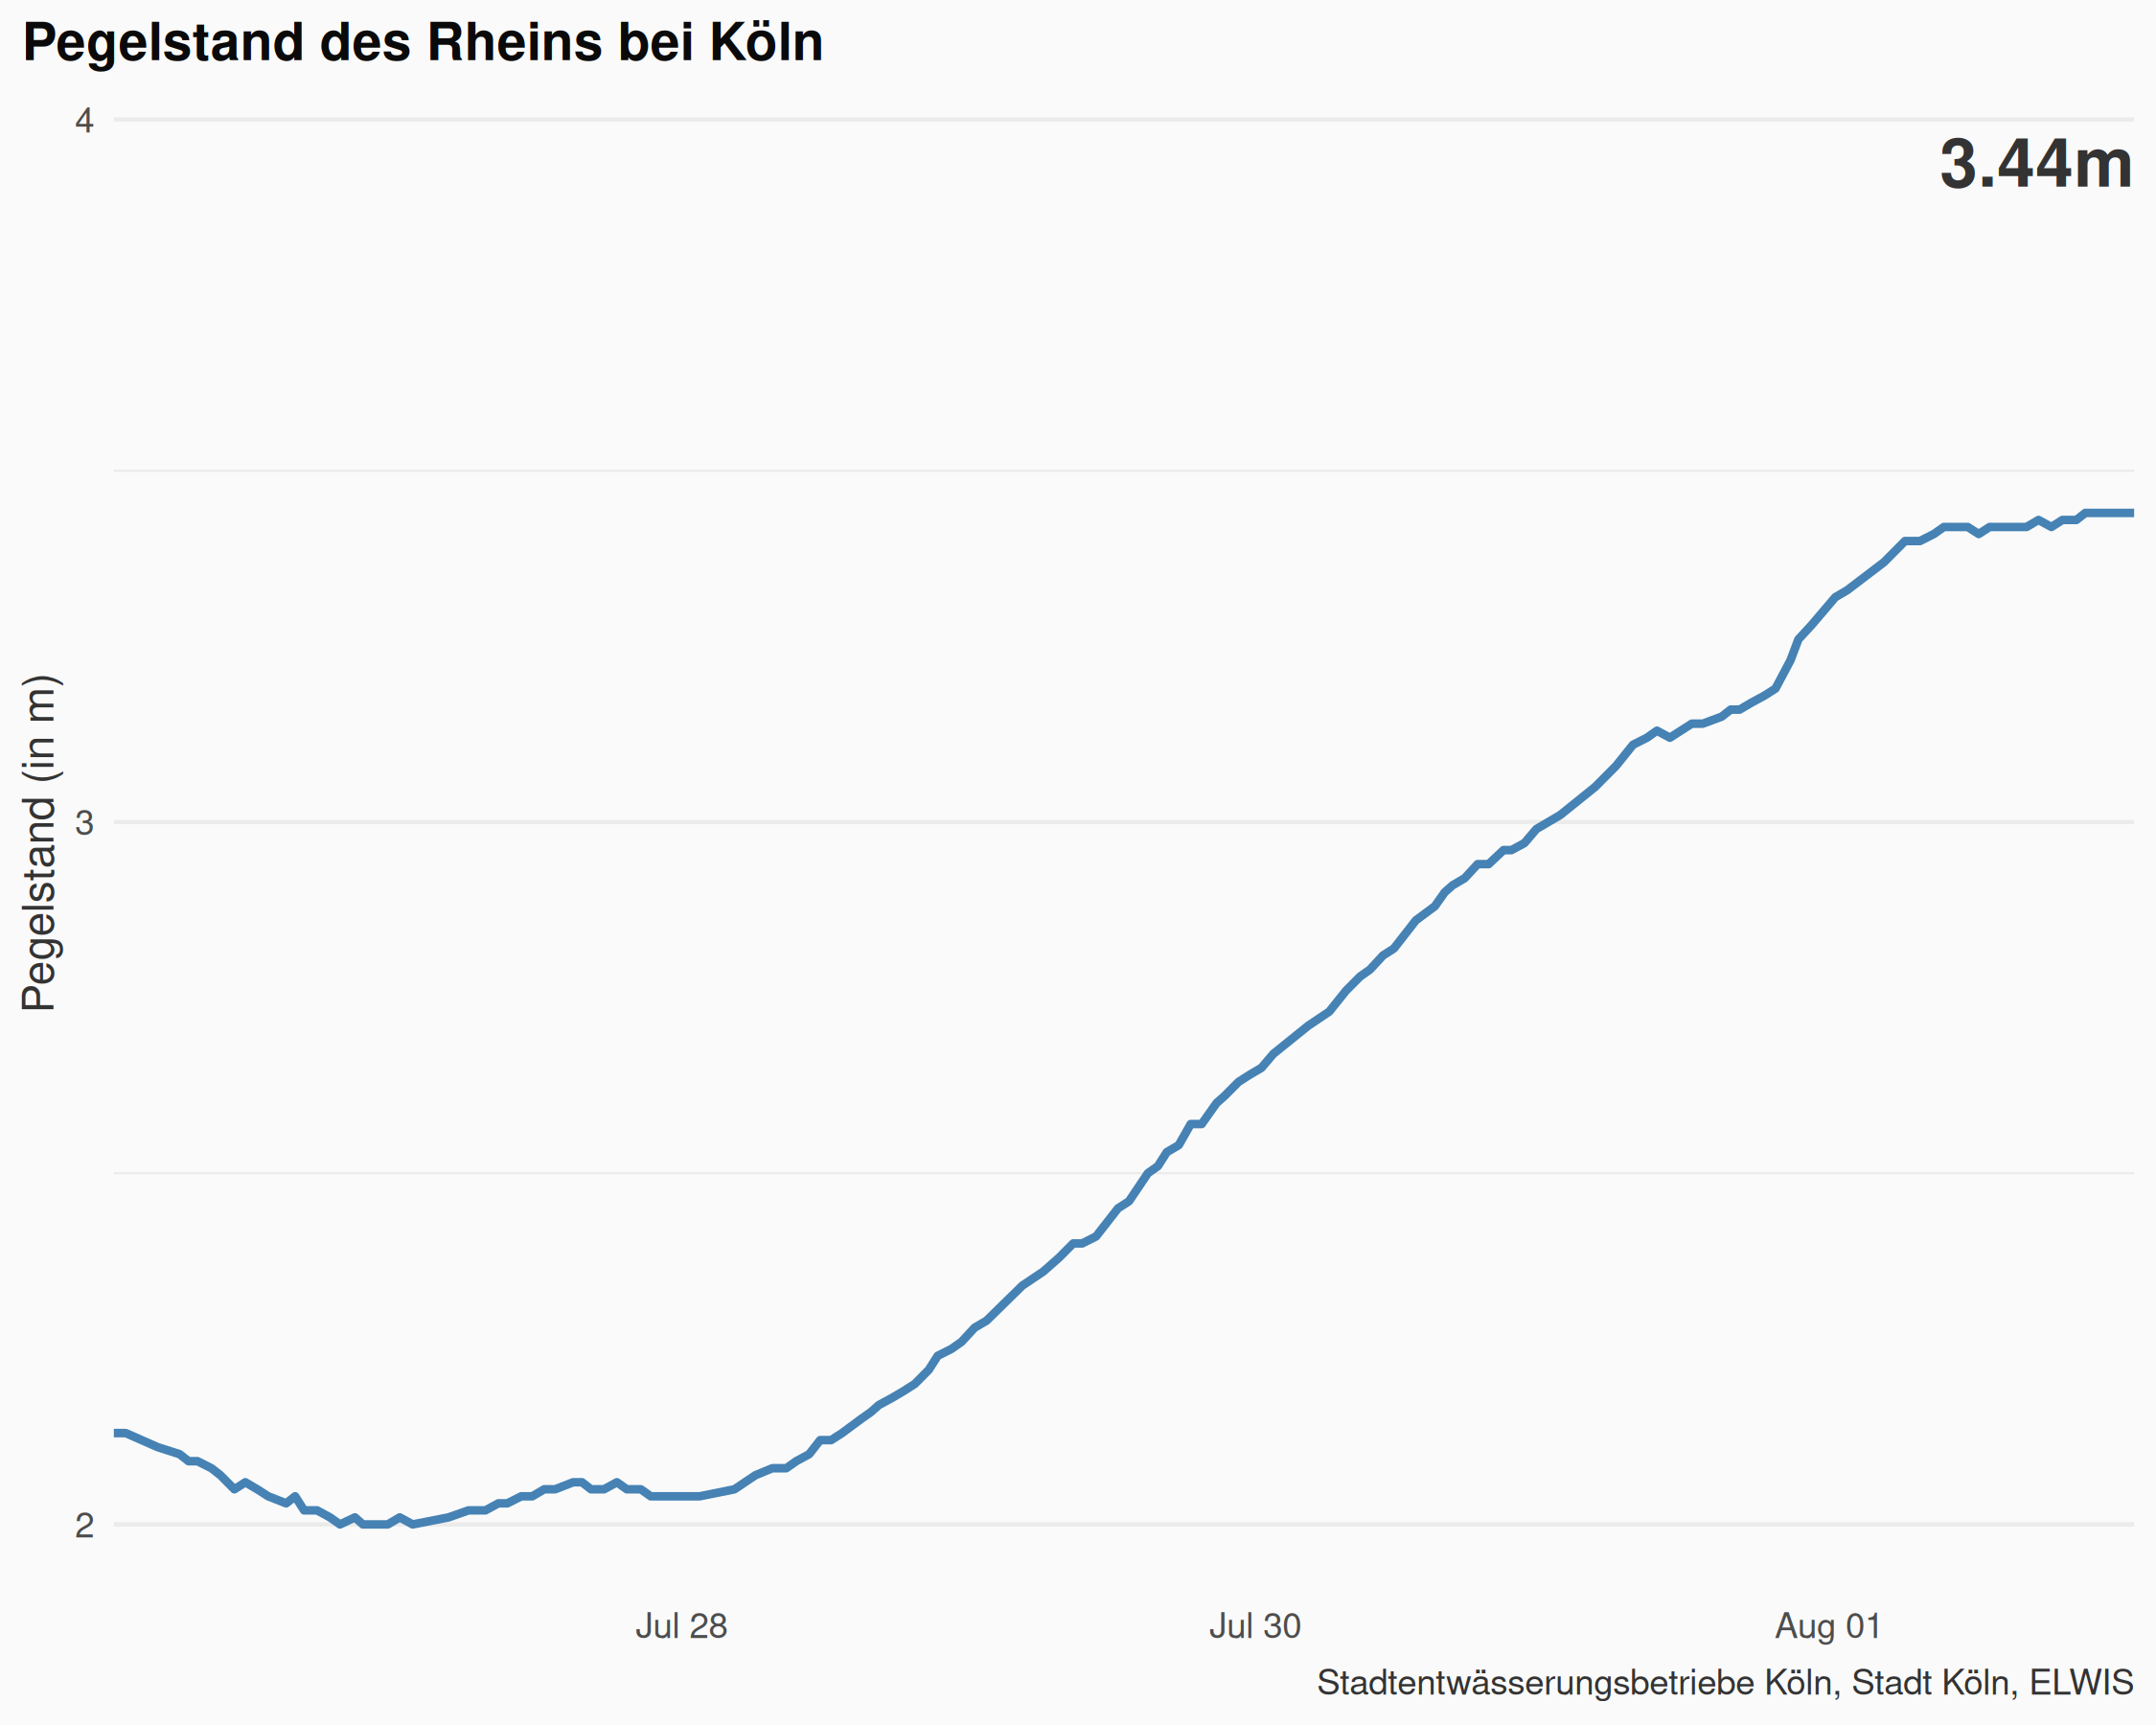 Pegelstand des Rheins bei Köln
4
3.44m
Pegelstand (in m)
3
2
Jul 28 Jul 30 Aug 01
Stadtentwässerungsbetriebe Köln, Stadt Köln, ELWIS